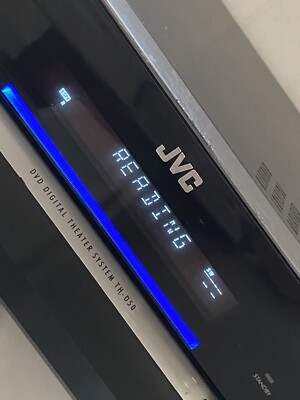 JVC
READING
DVD DIGITAL THEATER SYSTEM TH-D50
STANDBY